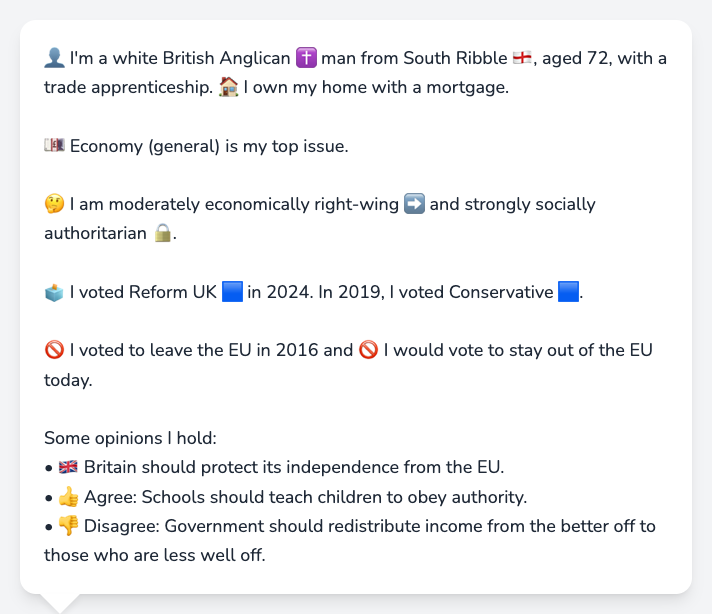 👤 I'm a white British Anglican ✝️ man from South Ribble 🏴󠁧󠁢󠁥󠁮󠁧󠁿, aged 72, with a
trade apprenticeship. 🏠 I own my home with a mortgage.
💷 Economy (general) is my top issue.
🤔 I am moderately economically right-wing ➡️ and strongly socially
authoritarian 🔒.
🗳️ I voted Reform UK 🟦 in 2024. In 2019, I voted Conservative 🟦.
🚫 I voted to leave the EU in 2016 and 🚫 I would vote to stay out of the EU
today.
Some opinions I hold:
• 🇬🇧 Britain should protect its independence from the EU.
• 👍 Agree: Schools should teach children to obey authority.
• 👎 Disagree: Government should redistribute income from the better off to
those who are less well off.